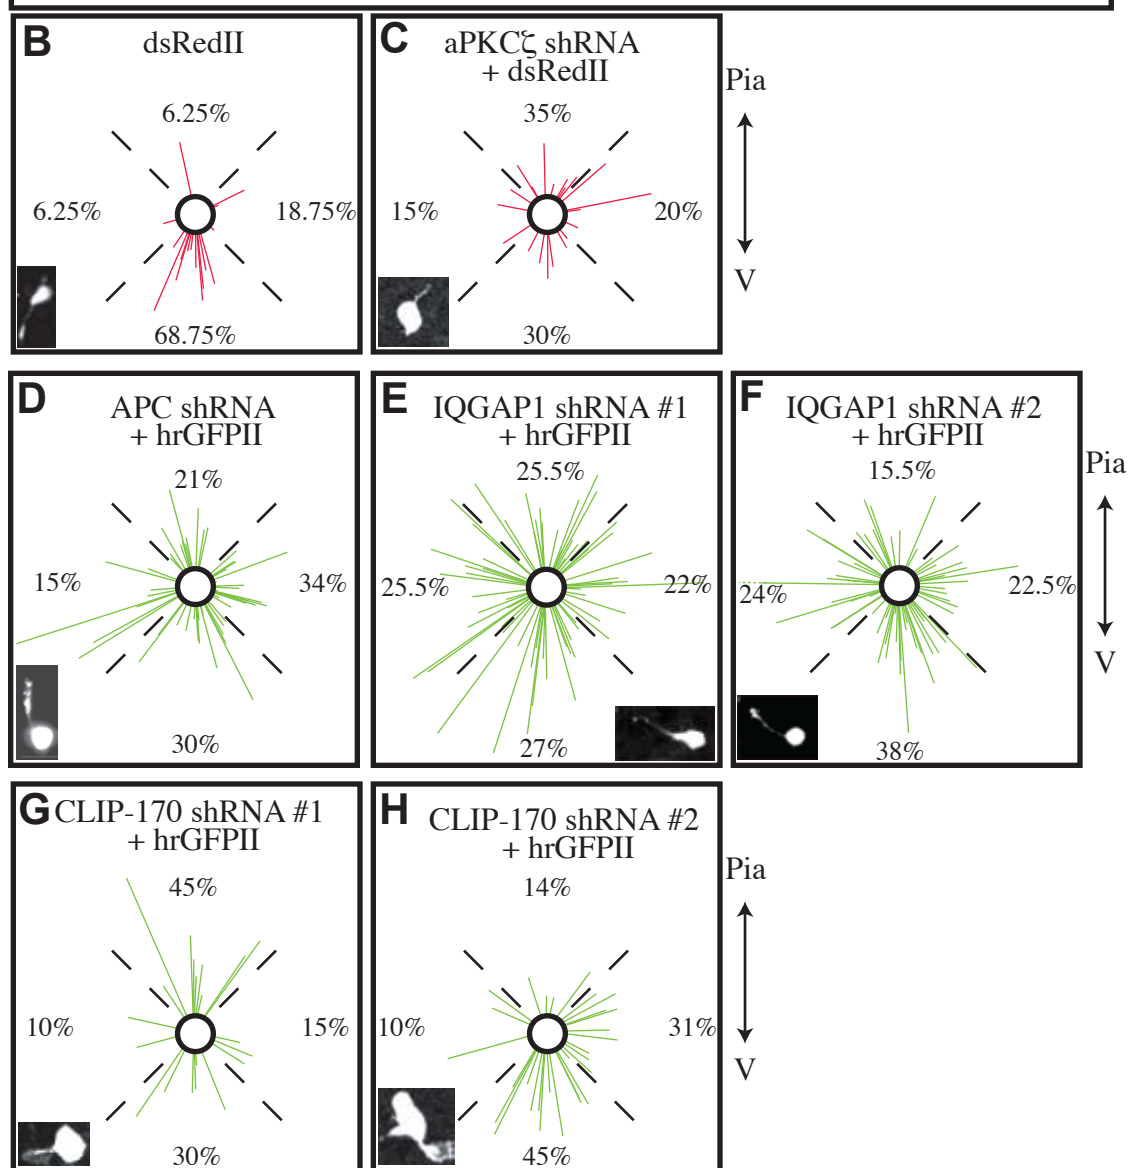 B
dsRedII
6.25%
6.25%
18.75%
68.75%
C
aPKCζ shRNA
+ dsRedII
35%
15%
20%
30%
Pia
V
D
APC shRNA
+ hrGFPII
21%
15%
34%
30%
E
IQGAP1 shRNA #1
+ hrGFPII
25.5%
25.5%
22%
27%
F
IQGAP1 shRNA #2
+ hrGFPII
15.5%
24%
22.5%
38%
Pia
V
G
CLIP-170 shRNA #1
+ hrGFPII
45%
10%
15%
30%
H
CLIP-170 shRNA #2
+ hrGFPII
14%
10%
31%
45%
Pia
V